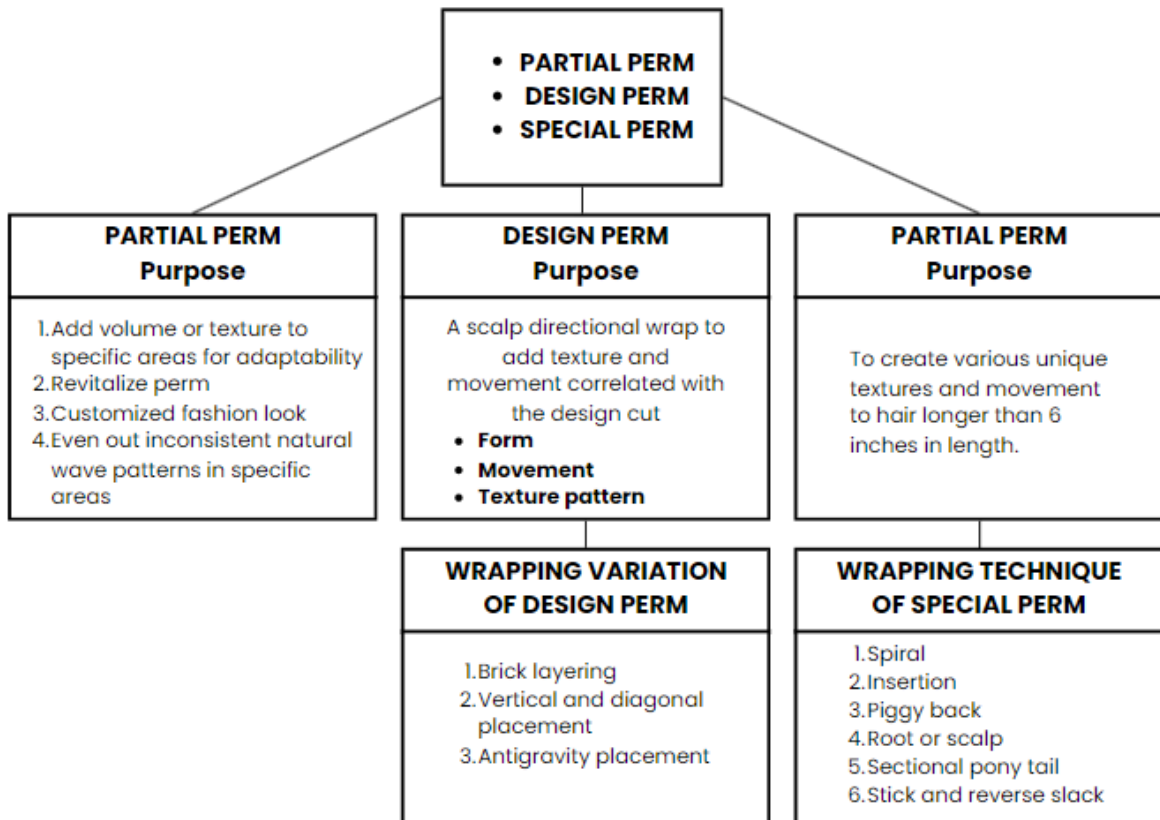 • PARTIAL PERM
• DESIGN PERM
• SPECIAL PERM
PARTIAL PERM
Purpose
1.Add volume or texture to
specific areas for adaptability
2.Revitalize perm
3.Customized fashion look
4.Even out inconsistent natural
wave patterns in specific
areas
DESIGN PERM
Purpose
A scalp directional wrap to
add texture and
movement correlated with
the design cut
• Form
• Movement
• Texture pattern
PARTIAL PERM
Purpose
To create various unique
textures and movement
to hair longer than 6
inches in length.
WRAPPING VARIATION
OF DESIGN PERM
1.Brick layering
2.Vertical and diagonal
placement
3.Antigravity placement
WRAPPING TECHNIQUE
OF SPECIAL PERM
1.Spiral
2.Insertion
3.Piggy back
4.Root or scalp
5.Sectional pony tail
6.Stick and reverse slack